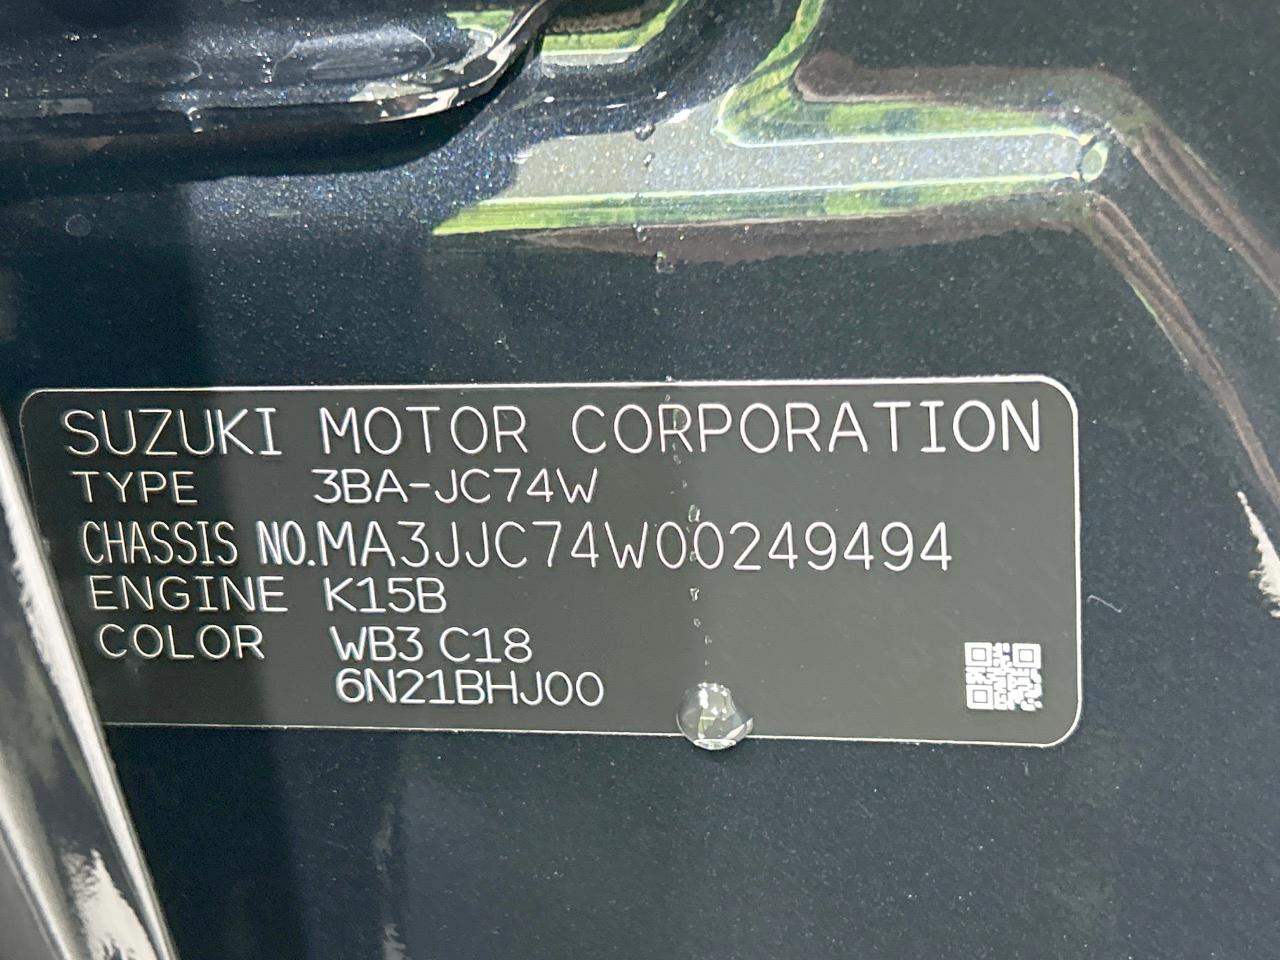 SUZUKI MOTOR CORPORATION
TYPE 3BA-JC74W
CHASSIS NO.MA3JJC74W00249494
ENGINE K15B
COLOR WB3 C18
6N21BHJ00